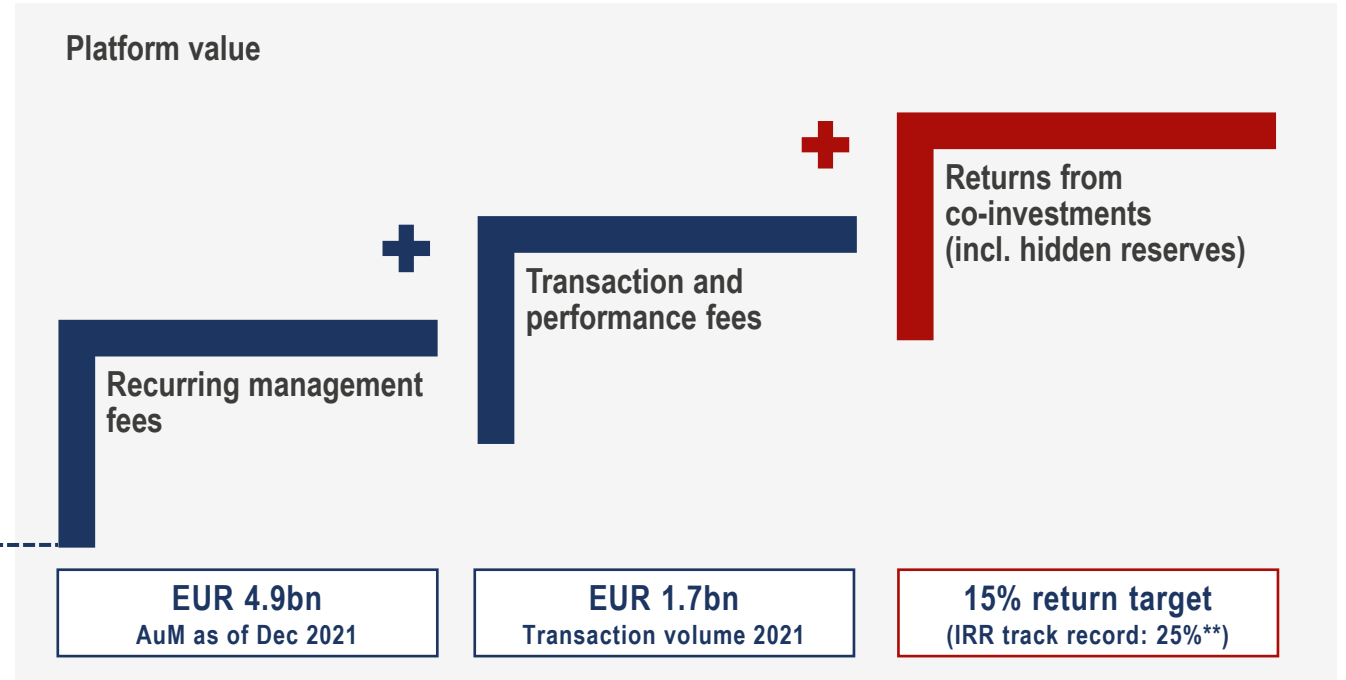 Platform value
Returns from
co-investments
(incl. hidden reserves)
Transaction and
performance fees
Recurring management
fees
EUR 4.9bn
AuM as of Dec 2021
EUR 1.7bn
Transaction volume 2021
15% return target
(IRR track record: 25%**)